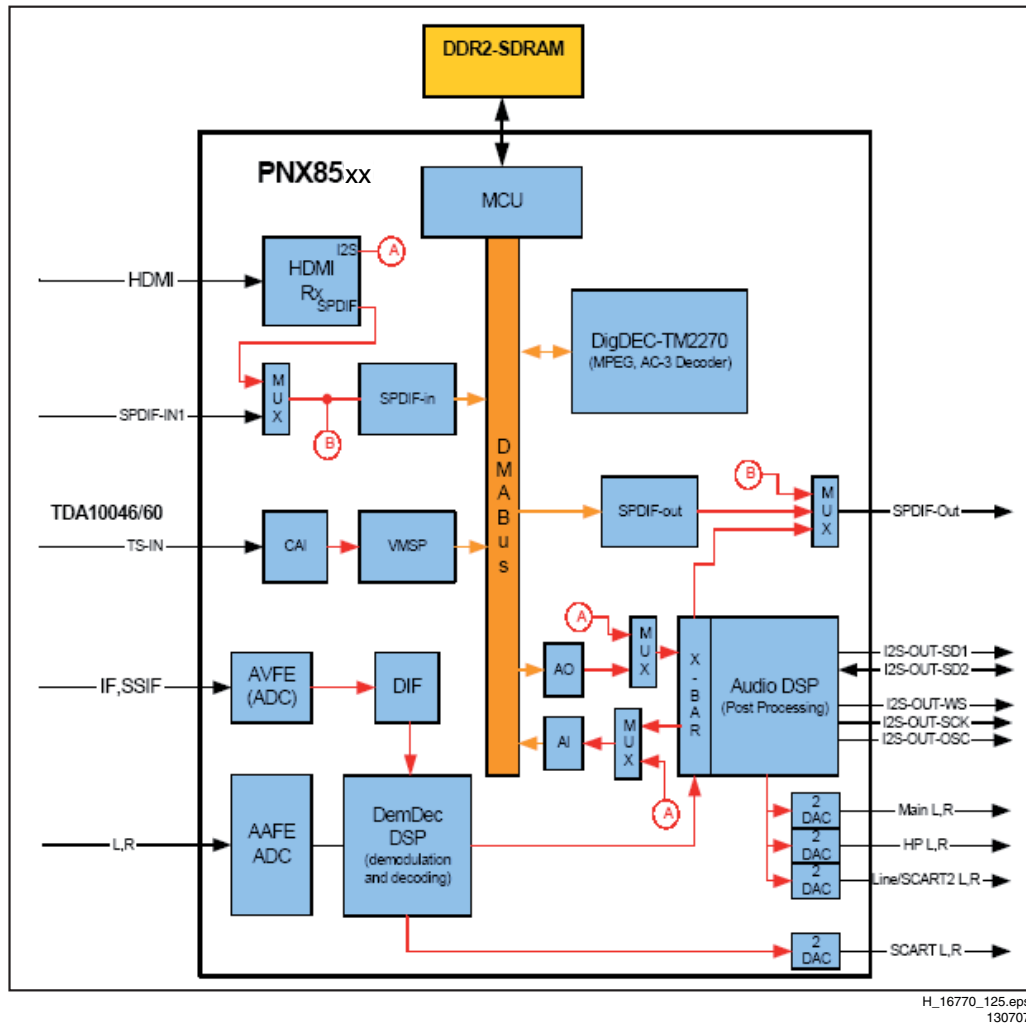 DDR2-SDRAM
PNX85xx
MCU
I2S
A
HDMI
HDMI
Rx
SPDIF
DigDEC-TM2270
(MPEG, AC-3 Decoder)
M
U
X
SPDIF-in
SPDIF-IN1
B
D
M
A
B
u
s
B
M
U
X
SPDIF-out
SPDIF-Out
TDA10046/60
TS-IN
CAI
VMSP
A
M
U
X
X
-
B
A
R
Audio DSP
(Post Processing)
I2S-OUT-SD1
I2S-OUT-SD2
I2S-OUT-WS
I2S-OUT-SCK
I2S-OUT-OSC
IF,SSIF
AVFE
(ADC)
DIF
AO
AI
M
U
X
A
L,R
AAFE
ADC
DemDec
DSP
(demodulation
and decoding)
2
DAC
Main L,R
2
DAC
HP L,R
2
DAC
Line/SCART2 L,R
2
DAC
SCART L,R
H_16770_125.eps
130707